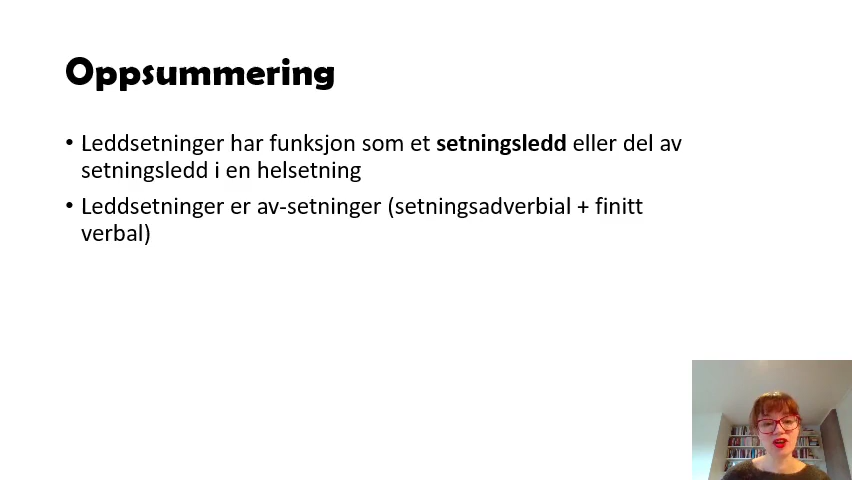 Oppsummering
• Leddsetninger har funksjon som et setningsledd eller del av
setningsledd i en helsetning
• Leddsetninger er av-setninger (setningsadverbial + finitt
verbal)